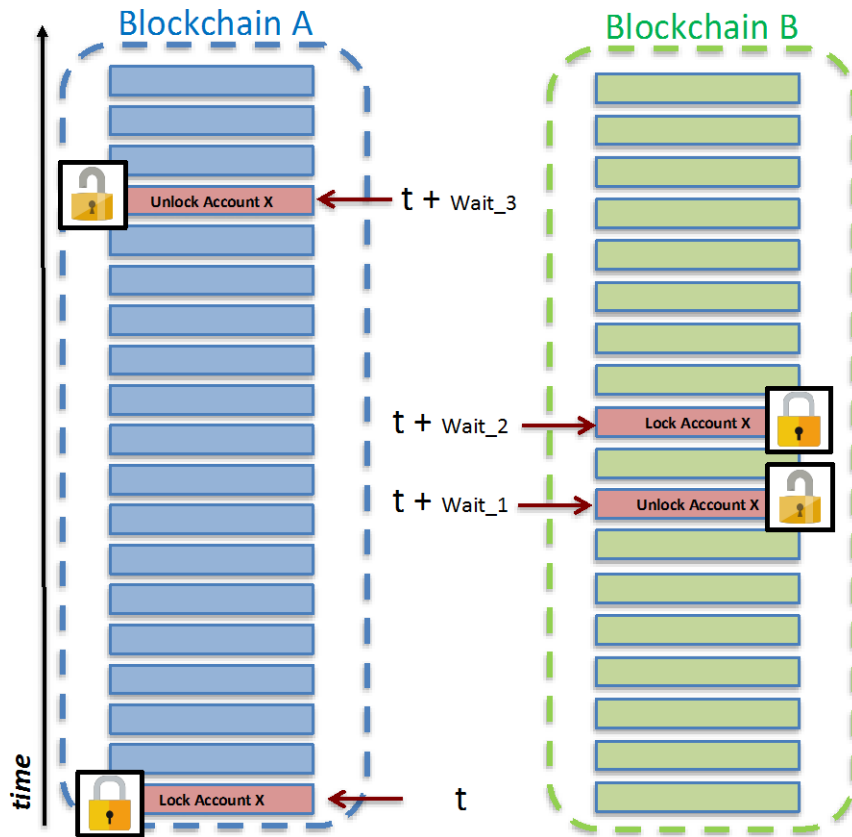 Blockchain A
Blockchain B
Unlock Account X
t + Wait_3
t + Wait_2
Lock Account X
t + Wait_1
Unlock Account X
time
Lock Account X
t